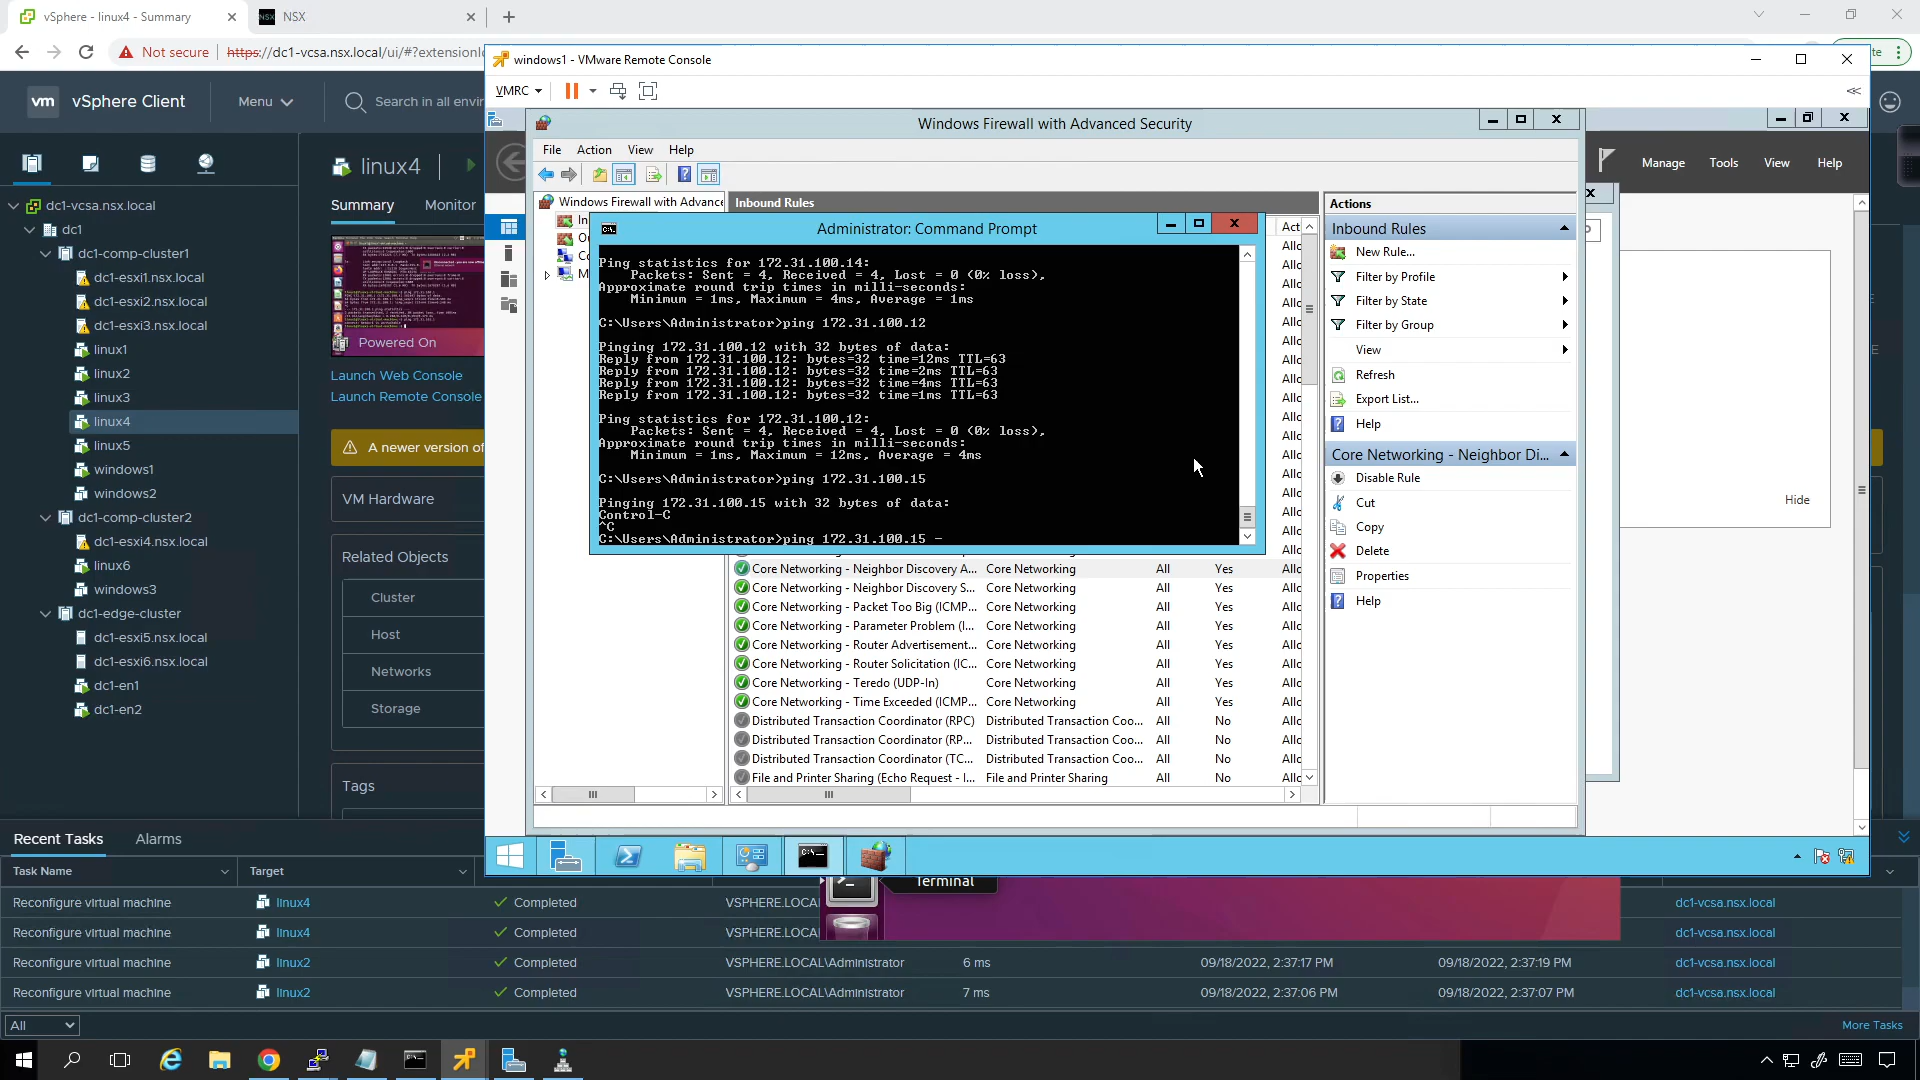 vSphere - linux4 - Summary
NSX
Not secure
https://dc1-vcsa.nsx.local/ui/#?extensionId
vm vSphere Client
Menu
Search in all envir
dc1-vcsa.nsx.local
dc1
dc1-comp-cluster1
dc1-esxi1.nsx.local
dc1-esxi2.nsx.local
dc1-esxi3.nsx.local
linux1
linux2
linux3
linux4
linux5
windows1
windows2
dc1-comp-cluster2
dc1-esxi4.nsx.local
linux6
windows3
dc1-edge-cluster
dc1-esxi5.nsx.local
dc1-esxi6.nsx.local
dc1-en1
dc1-en2
linux4
Summary
Monitor
Powered On
Launch Web Console
Launch Remote Console
A newer version of
VM Hardware
Related Objects
Cluster
Host
Networks
Storage
Tags
windows1 - VMware Remote Console
VMRC
Windows Firewall with Advanced Security
File Action View Help
Windows Firewall with Advance
Inbound Rules
Administrator: Command Prompt
Ping statistics for 172.31.100.14:
Packets: Sent = 4, Received = 4, Lost = 0 (0% loss),
Approximate round trip times in milli-seconds:
Minimum = 1ms, Maximum = 4ms, Average = 1ms
C:\Users\Administrator>ping 172.31.100.12
Pinging 172.31.100.12 with 32 bytes of data:
Reply from 172.31.100.12: bytes=32 time=12ms TTL=63
Reply from 172.31.100.12: bytes=32 time=2ms TTL=63
Reply from 172.31.100.12: bytes=32 time=4ms TTL=63
Reply from 172.31.100.12: bytes=32 time=1ms TTL=63
Ping statistics for 172.31.100.12:
Packets: Sent = 4, Received = 4, Lost = 0 (0% loss),
Approximate round trip times in milli-seconds:
Minimum = 1ms, Maximum = 12ms, Average = 4ms
C:\Users\Administrator>ping 172.31.100.15
Pinging 172.31.100.15 with 32 bytes of data:
Control-C
^C
C:\Users\Administrator>ping 172.31.100.15 -
Core Networking - Neighbor Discovery A... Core Networking All Yes Allo
Core Networking - Neighbor Discovery S... Core Networking All Yes Allo
Core Networking - Packet Too Big (ICMP... Core Networking All Yes Allo
Core Networking - Parameter Problem (I... Core Networking All Yes Allo
Core Networking - Router Advertisement... Core Networking All Yes Allo
Core Networking - Router Solicitation (IC... Core Networking All Yes Allo
Core Networking - Teredo (UDP-In) Core Networking All Yes Allo
Core Networking - Time Exceeded (ICMP... Core Networking All Yes Allo
Distributed Transaction Coordinator (RPC) Distributed Transaction Coo... All No Allo
Distributed Transaction Coordinator (RP... Distributed Transaction Coo... All No Allo
Distributed Transaction Coordinator (TC... Distributed Transaction Coo... All No Allo
File and Printer Sharing (Echo Request - I... File and Printer Sharing All No Allo
Actions
Inbound Rules
New Rule...
Filter by Profile
Filter by State
Filter by Group
View
Refresh
Export List...
Help
Core Networking - Neighbor Di...
Disable Rule
Cut
Copy
Delete
Properties
Help
Manage Tools View Help
Hide
Terminal
Recent Tasks
Alarms
Task Name
Target
Reconfigure virtual machine linux4 Completed VSPHERE.LOCA dc1-vcsa.nsx.local
Reconfigure virtual machine linux4 Completed VSPHERE.LOCA dc1-vcsa.nsx.local
Reconfigure virtual machine linux2 Completed VSPHERE.LOCAL\Administrator 6 ms 09/18/2022, 2:37:17 PM 09/18/2022, 2:37:19 PM dc1-vcsa.nsx.local
Reconfigure virtual machine linux2 Completed VSPHERE.LOCAL\Administrator 7 ms 09/18/2022, 2:37:06 PM 09/18/2022, 2:37:07 PM dc1-vcsa.nsx.local
All
More Tasks